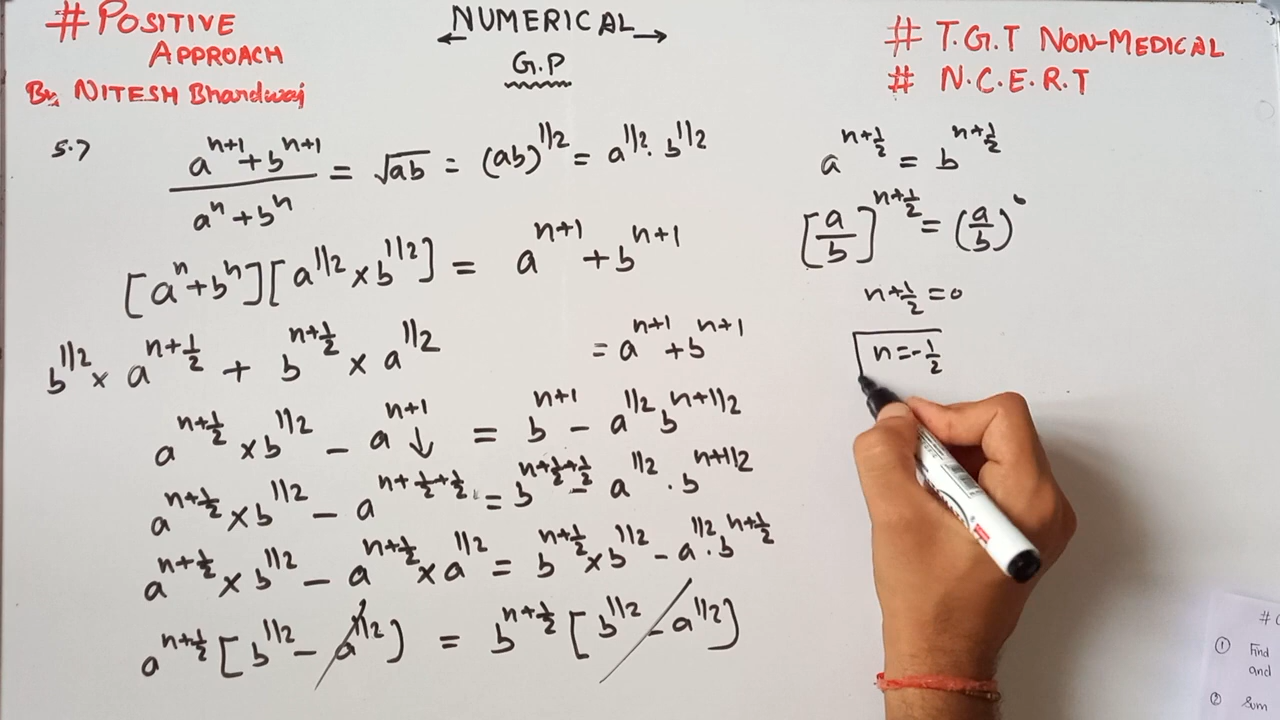 # POSITIVE
APPROACH
By NITESH Bhardwaj
NUMERICAL
G.P
# T.G.T NON-MEDICAL
# N.C.E.R.T
5.7
(a^(n+1) + b^(n+1)) / (a^n + b^n) = √ab = (ab)^(1/2) = a^(1/2) . b^(1/2)
[a^n + b^n][a^(1/2) × b^(1/2)] = a^(n+1) + b^(n+1)
b^(1/2) × a^(n+1/2) + b^(n+1/2) × a^(1/2) = a^(n+1) + b^(n+1)
a^(n+1/2) × b^(1/2) - a^(n+1) ↓ = b^(n+1) - a^(1/2) b^(n+1/2)
a^(n+1/2) × b^(1/2) - a^(n+1/2+1/2) = b^(n+1/2+1/2) - a^(1/2) . b^(n+1/2)
a^(n+1/2) × b^(1/2) - a^(n+1/2) × a^(1/2) = b^(n+1/2) × b^(1/2) - a^(1/2) . b^(n+1/2)
a^(n+1/2) [b^(1/2) - a^(1/2)] = b^(n+1/2) [b^(1/2) - a^(1/2)]
a^(n+1/2) = b^(n+1/2)
[a/b]^(n+1/2) = (a/b)^0
n+1/2 = 0
n = -1/2
①
Find
and
②
Sum